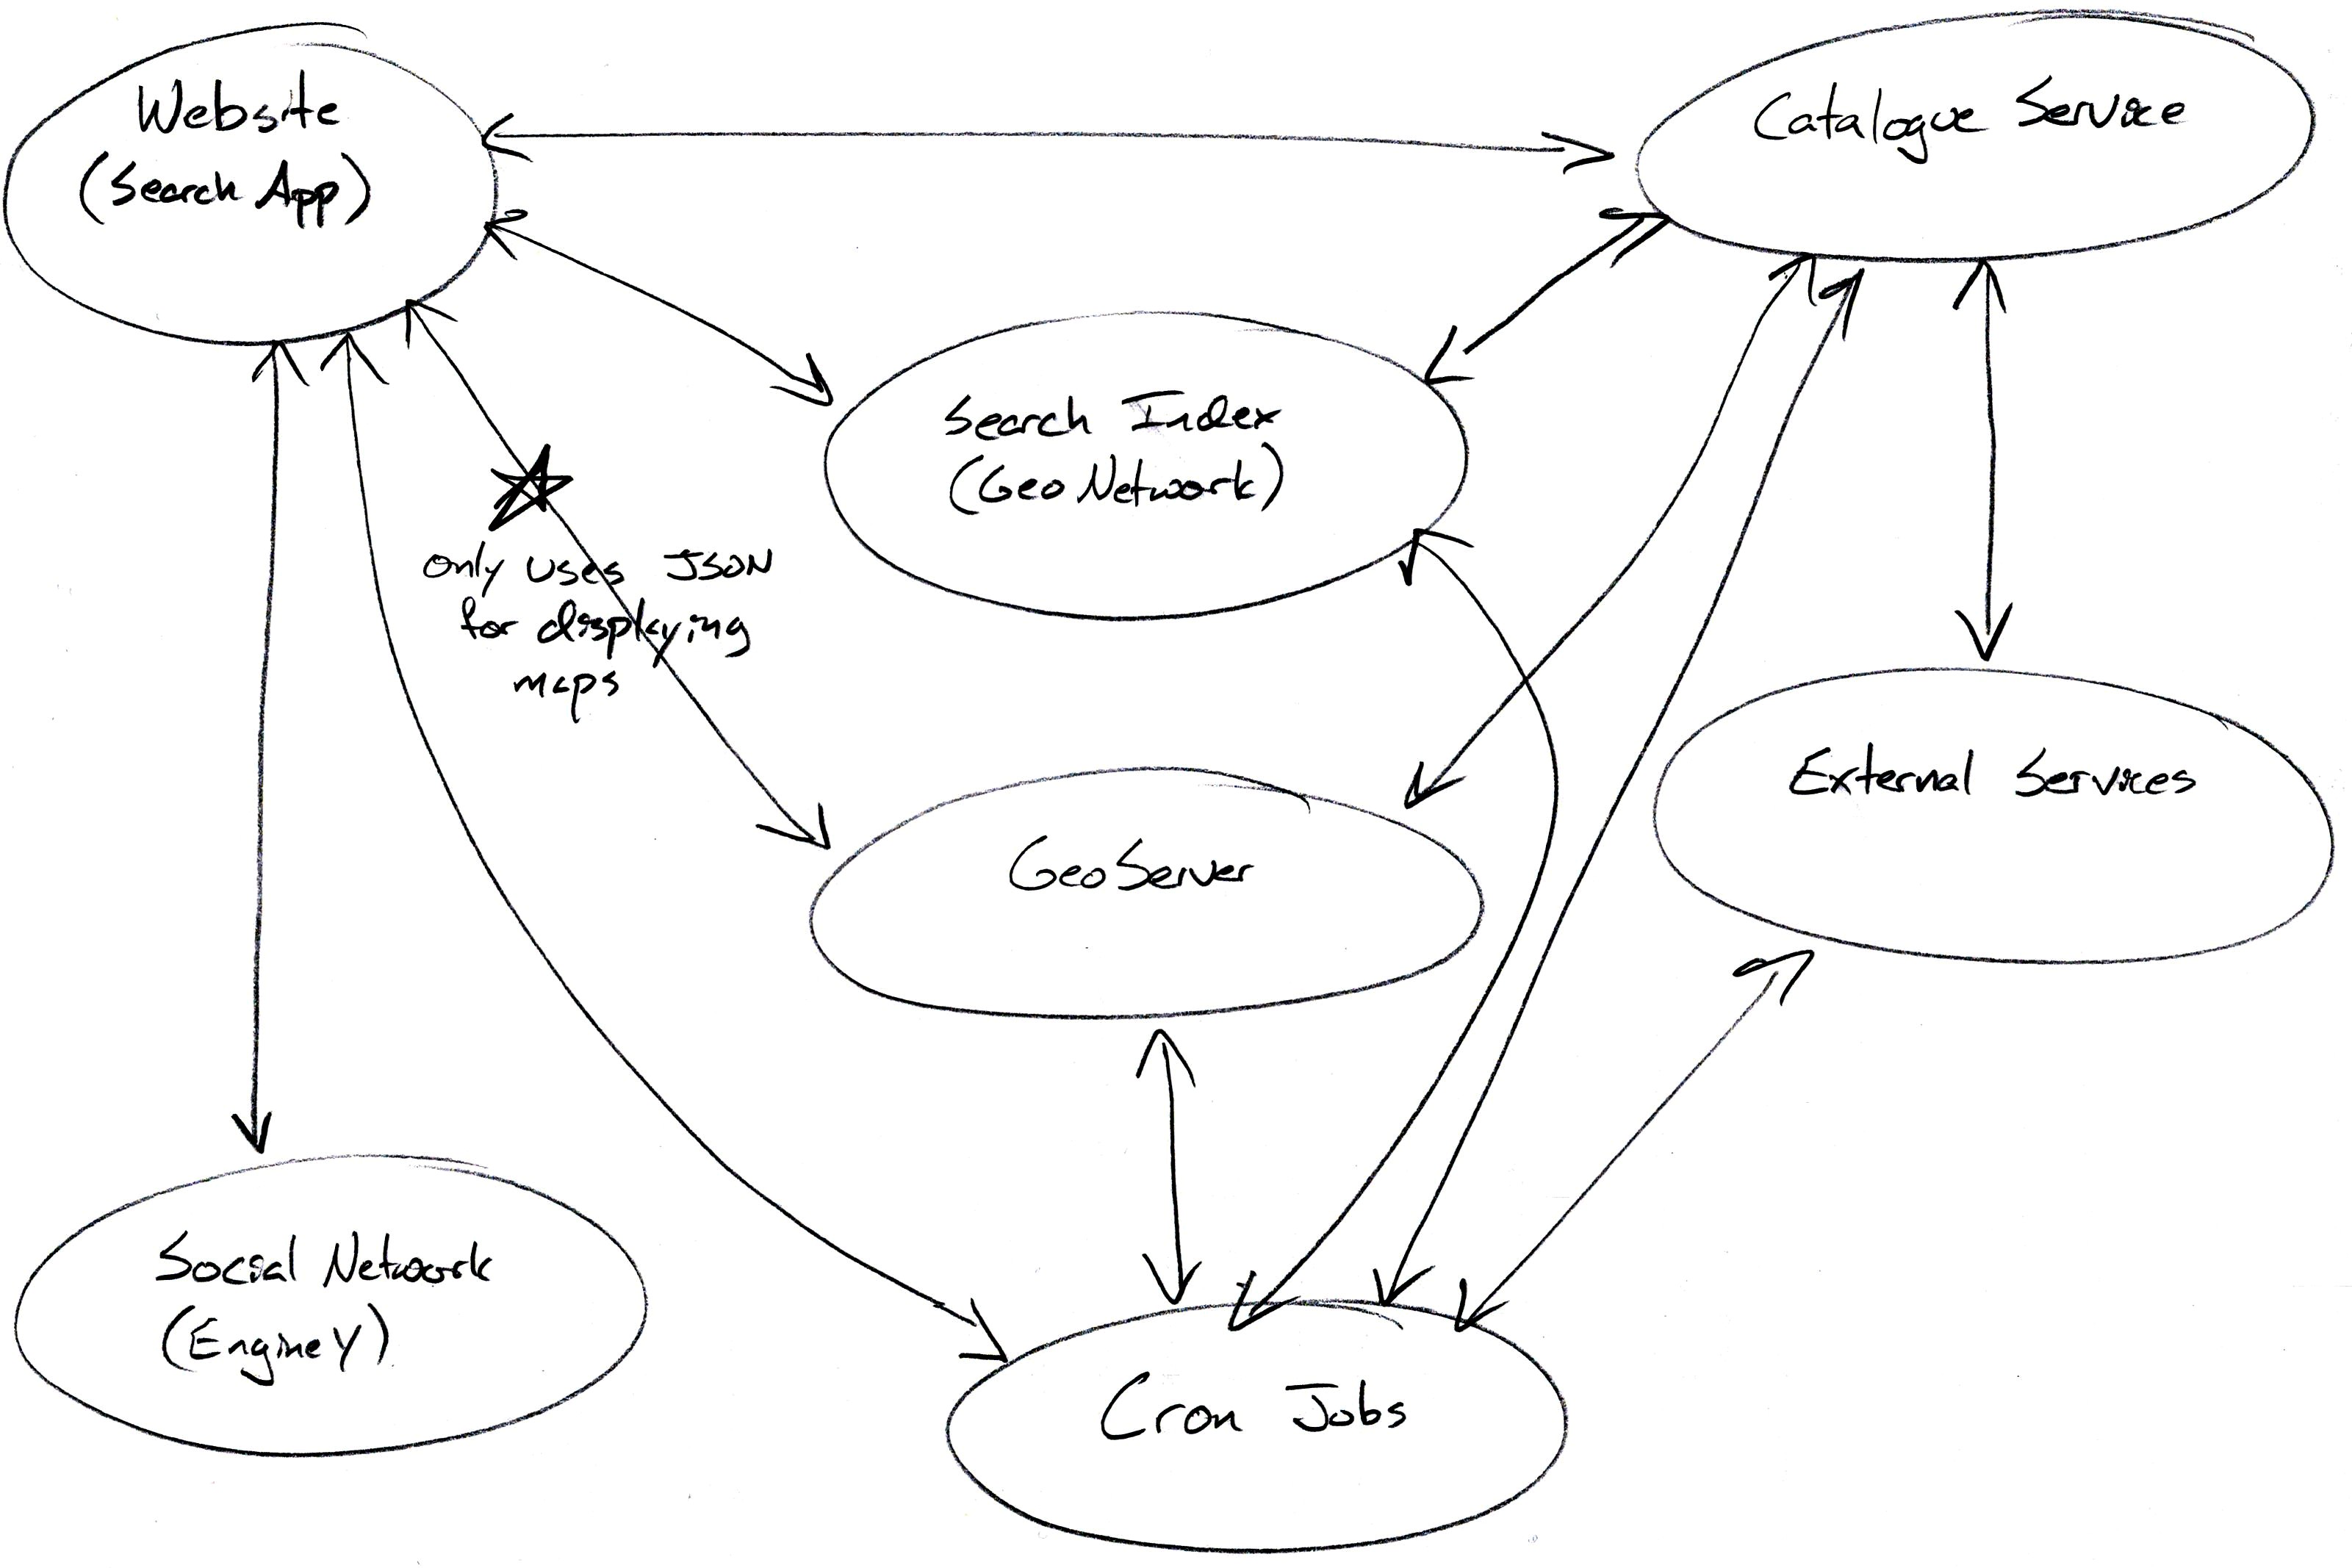 Website
(Search App)
Catalogue Service
Search Index
(GeoNetwork)
only uses JSON
for displaying
maps
External Services
GeoServer
Social Network
(EngineY)
Cron Jobs